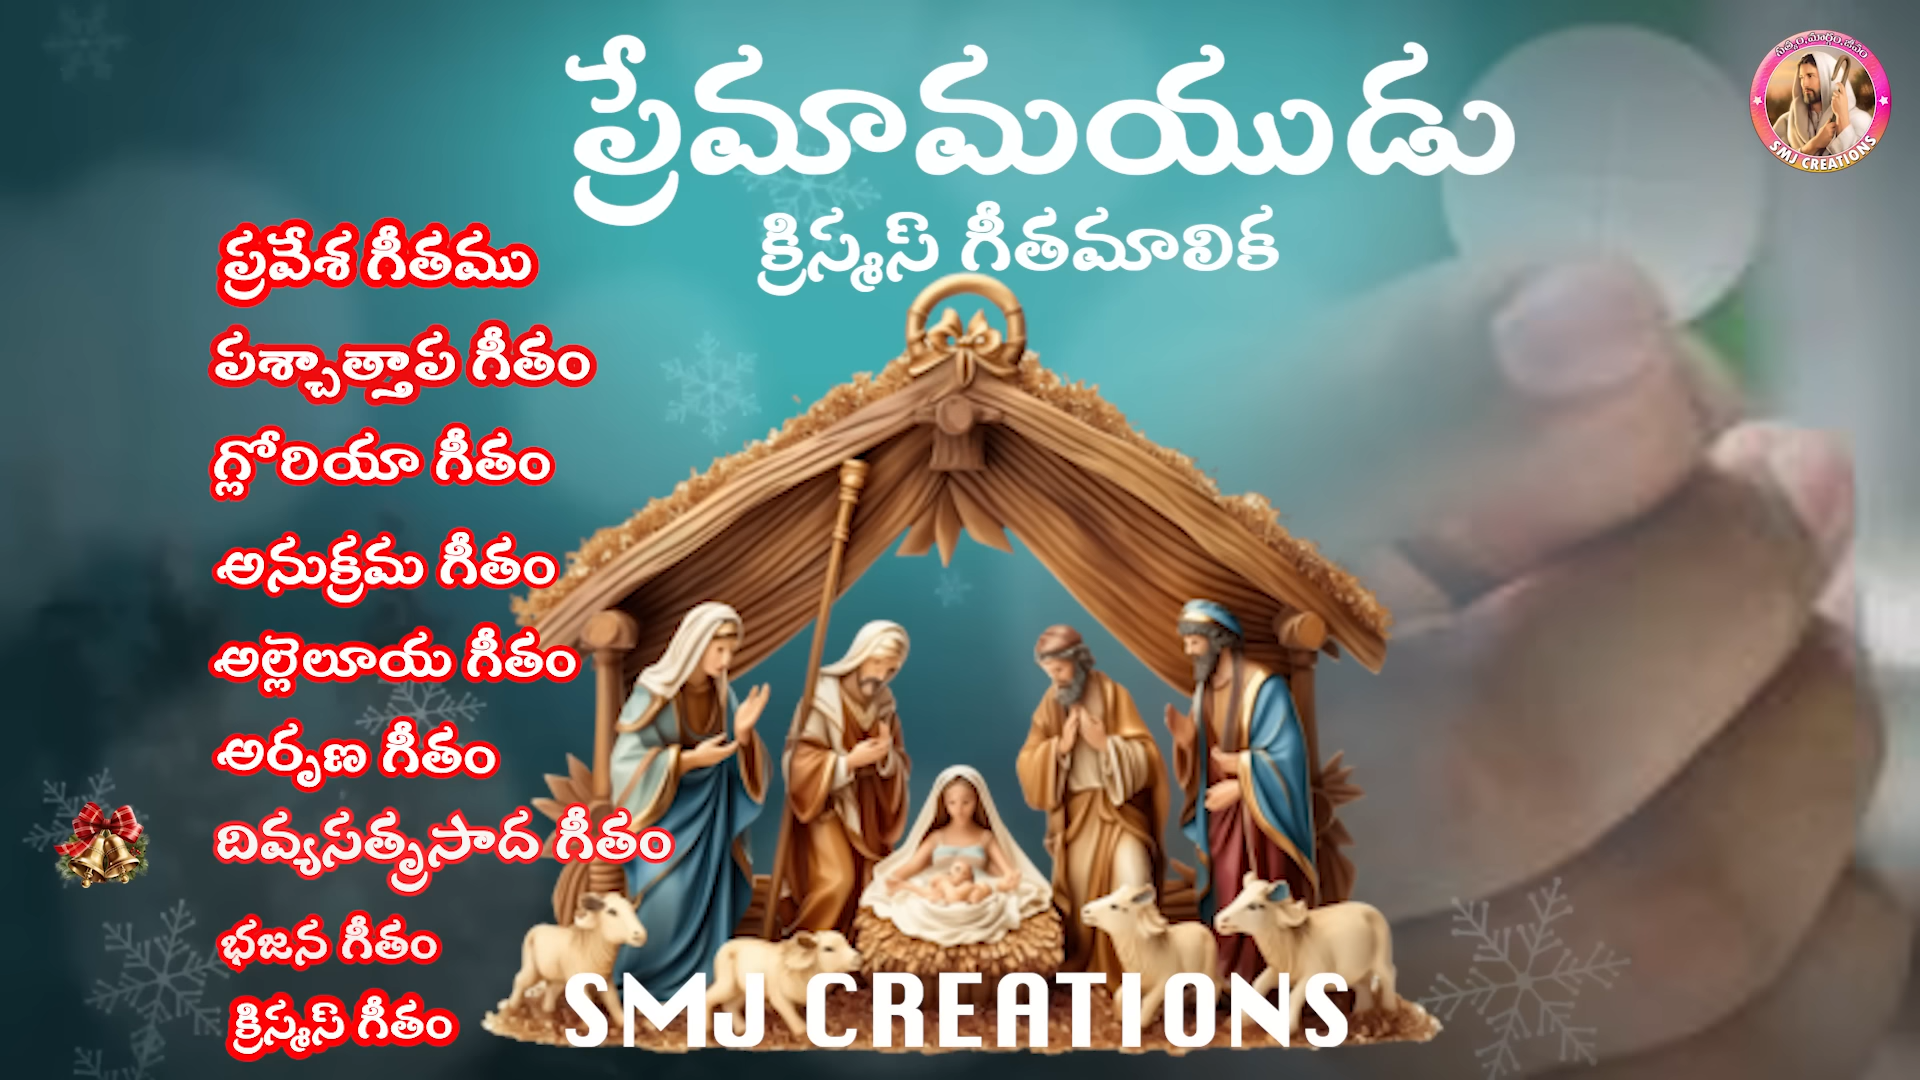 ప్రేమామయుడు
క్రిస్మస్ గీతమాలిక
సత్యం.మార్గం.జీవం
SMJ CREATIONS
ప్రవేశ గీతము
పశ్చాత్తాప గీతం
గ్లోరియా గీతం
అనుక్రమ గీతం
అల్లెలూయ గీతం
అర్పణ గీతం
దివ్యసత్ప్రసాద గీతం
భజన గీతం
క్రిస్మస్ గీతం
SMJ CREATIONS